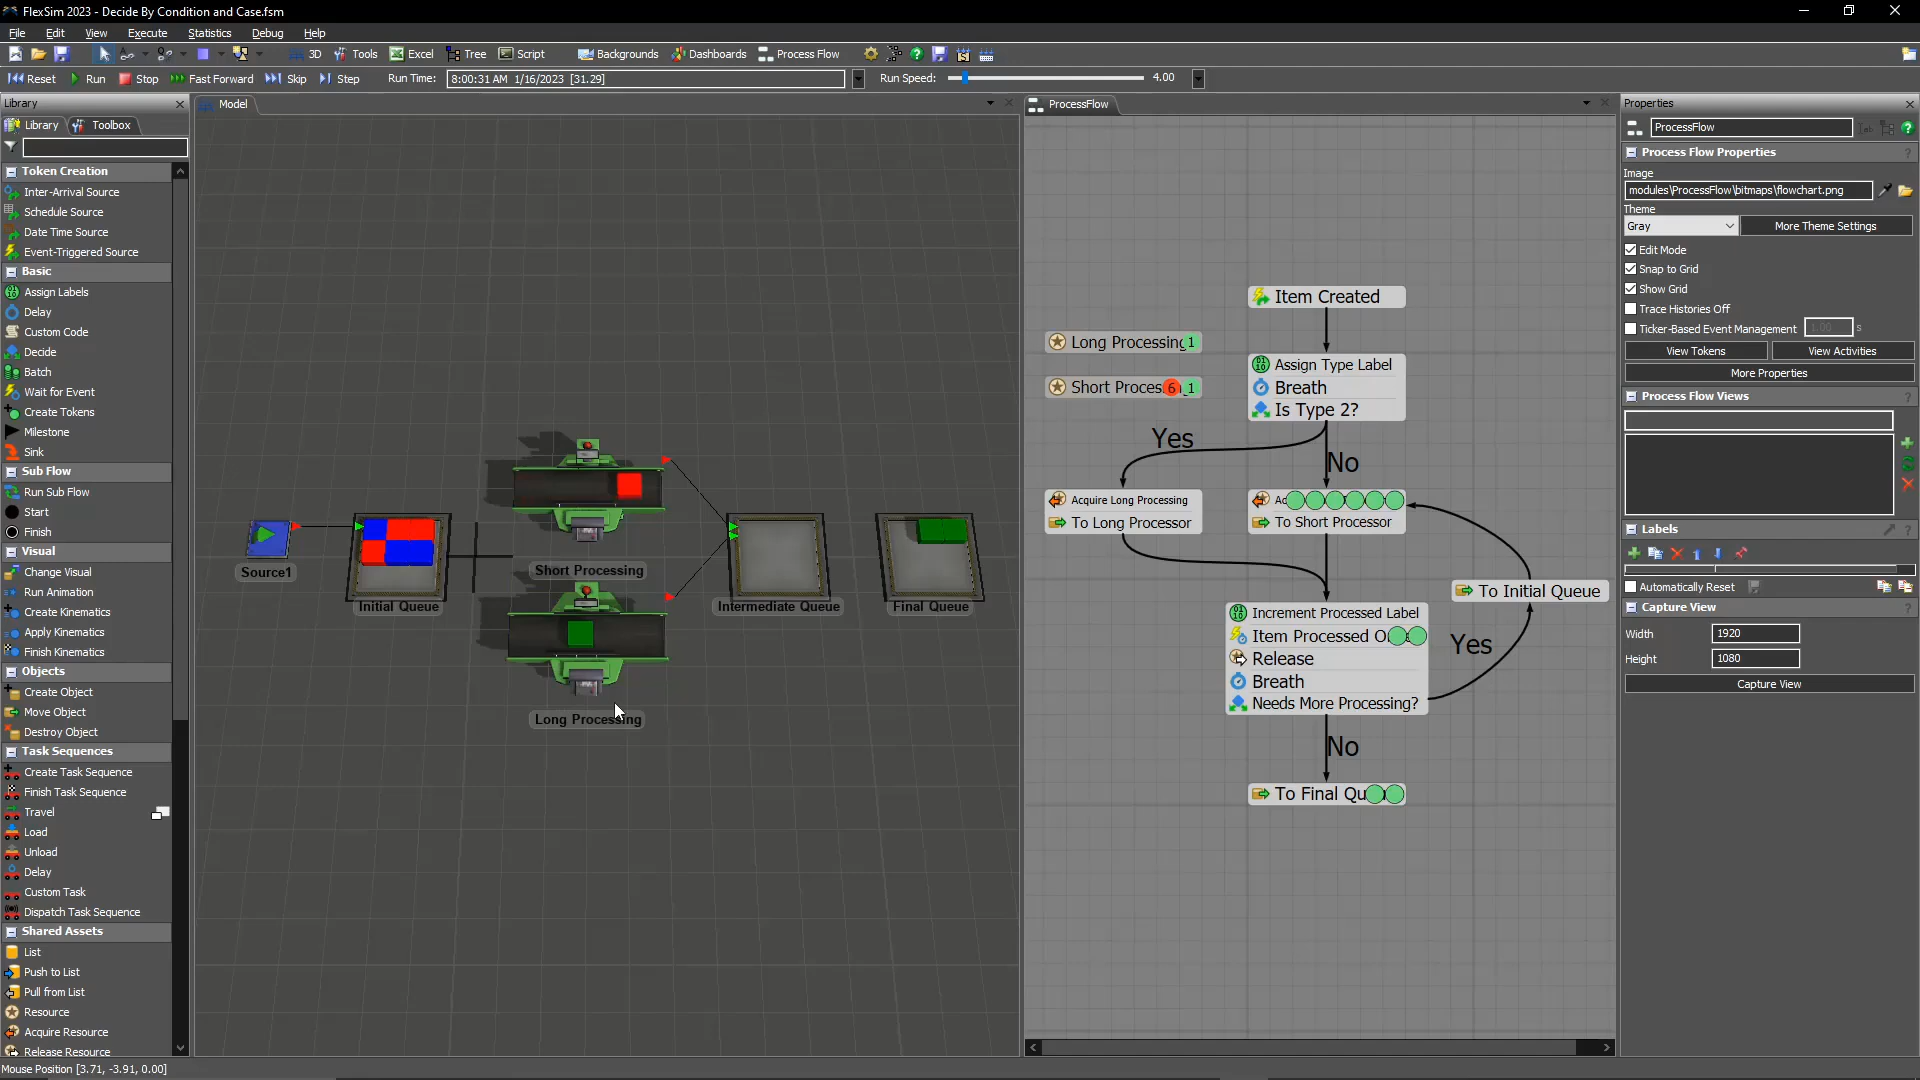 FlexSim 2023 - Decide By Condition and Case.fsm
File Edit View Execute Statistics Debug Help
3D Tools Excel Tree Script Backgrounds Dashboards Process Flow
Reset Run Stop Fast Forward Skip Step Run Time: 8:00:31 AM 1/16/2023 [31.29] Run Speed: 4.00
Library
Library Toolbox
Token Creation
Inter-Arrival Source
Schedule Source
Date Time Source
Event-Triggered Source
Basic
Assign Labels
Delay
Custom Code
Decide
Batch
Wait for Event
Create Tokens
Milestone
Sink
Sub Flow
Run Sub Flow
Start
Finish
Visual
Change Visual
Run Animation
Create Kinematics
Apply Kinematics
Finish Kinematics
Objects
Create Object
Move Object
Destroy Object
Task Sequences
Create Task Sequence
Finish Task Sequence
Travel
Load
Unload
Delay
Custom Task
Dispatch Task Sequence
Shared Assets
List
Push to List
Pull from List
Resource
Acquire Resource
Release Resource
Mouse Position [3.71, -3.91, 0.00]
Model
Source1
Initial Queue
Short Processing
Long Processing
Intermediate Queue
Final Queue
ProcessFlow
Item Created
Long Processing 1
Short Proces 6 1
Assign Type Label
Breath
Is Type 2?
Yes
No
Acquire Long Processing
To Long Processor
Ac
To Short Processor
To Initial Queue
Increment Processed Label
Item Processed O
Release
Breath
Needs More Processing?
Yes
No
To Final Qu
Properties
ProcessFlow
Process Flow Properties
Image
modules\ProcessFlow\bitmaps\flowchart.png
Theme
Gray More Theme Settings
Edit Mode
Snap to Grid
Show Grid
Trace Histories Off
Ticker-Based Event Management 1.00 s
View Tokens View Activities
More Properties
Process Flow Views
Labels
Automatically Reset
Capture View
Width 1920
Height 1080
Capture View